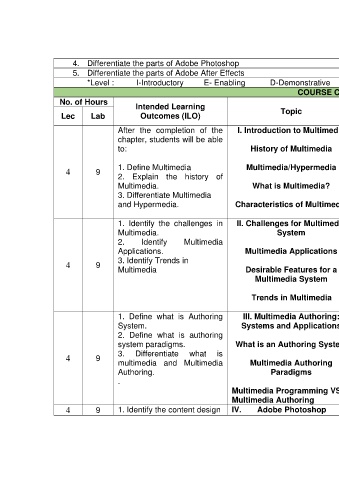 4. Differentiate the parts of Adobe Photoshop
5. Differentiate the parts of Adobe After Effects
*Level : I-Introductory E- Enabling D-Demonstrative
COURSE C
No. of Hours
Lec Lab
Intended Learning
Outcomes (ILO)
Topic
4 9
After the completion of the
chapter, students will be able
to:
1. Define Multimedia
2. Explain the history of
Multimedia.
3. Differentiate Multimedia
and Hypermedia.
I. Introduction to Multimed
History of Multimedia
Multimedia/Hypermedia
What is Multimedia?
Characteristics of Multimed
4 9
1. Identify the challenges in
Multimedia.
2. Identify Multimedia
Applications.
3. Identify Trends in
Multimedia
II. Challenges for Multimed
System
Multimedia Applications
Desirable Features for a
Multimedia System
Trends in Multimedia
4 9
1. Define what is Authoring
System.
2. Define what is authoring
system paradigms.
3. Differentiate what is
multimedia and Multimedia
Authoring.
.
III. Multimedia Authoring:
Systems and Applications
What is an Authoring Syste
Multimedia Authoring
Paradigms
Multimedia Programming VS
Multimedia Authoring
4 9
1. Identify the content design
IV. Adobe Photoshop